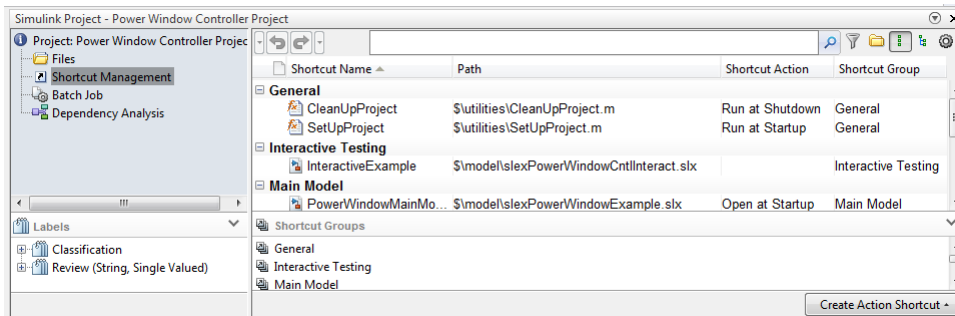 Simulink Project - Power Window Controller Project
Project: Power Window Controller Projec
Files
Shortcut Management
Batch Job
Dependency Analysis
Labels
Classification
Review (String, Single Valued)
Shortcut Name Path Shortcut Action Shortcut Group
General
CleanUpProject $\utilities\CleanUpProject.m Run at Shutdown General
SetUpProject $\utilities\SetUpProject.m Run at Startup General
Interactive Testing
InteractiveExample $\model\slexPowerWindowCntlInteract.slx Interactive Testing
Main Model
PowerWindowMainMo... $\model\slexPowerWindowExample.slx Open at Startup Main Model
Shortcut Groups
General
Interactive Testing
Main Model
Create Action Shortcut